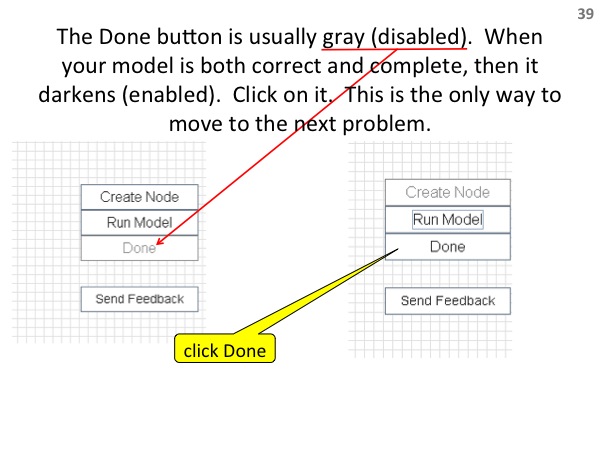 39
The Done button is usually gray (disabled).  When
your model is both correct and complete, then it
darkens (enabled).  Click on it.  This is the only way to
move to the next problem.
Create Node
Run Model
Done
Send Feedback
Create Node
Run Model
Done
Send Feedback
click Done